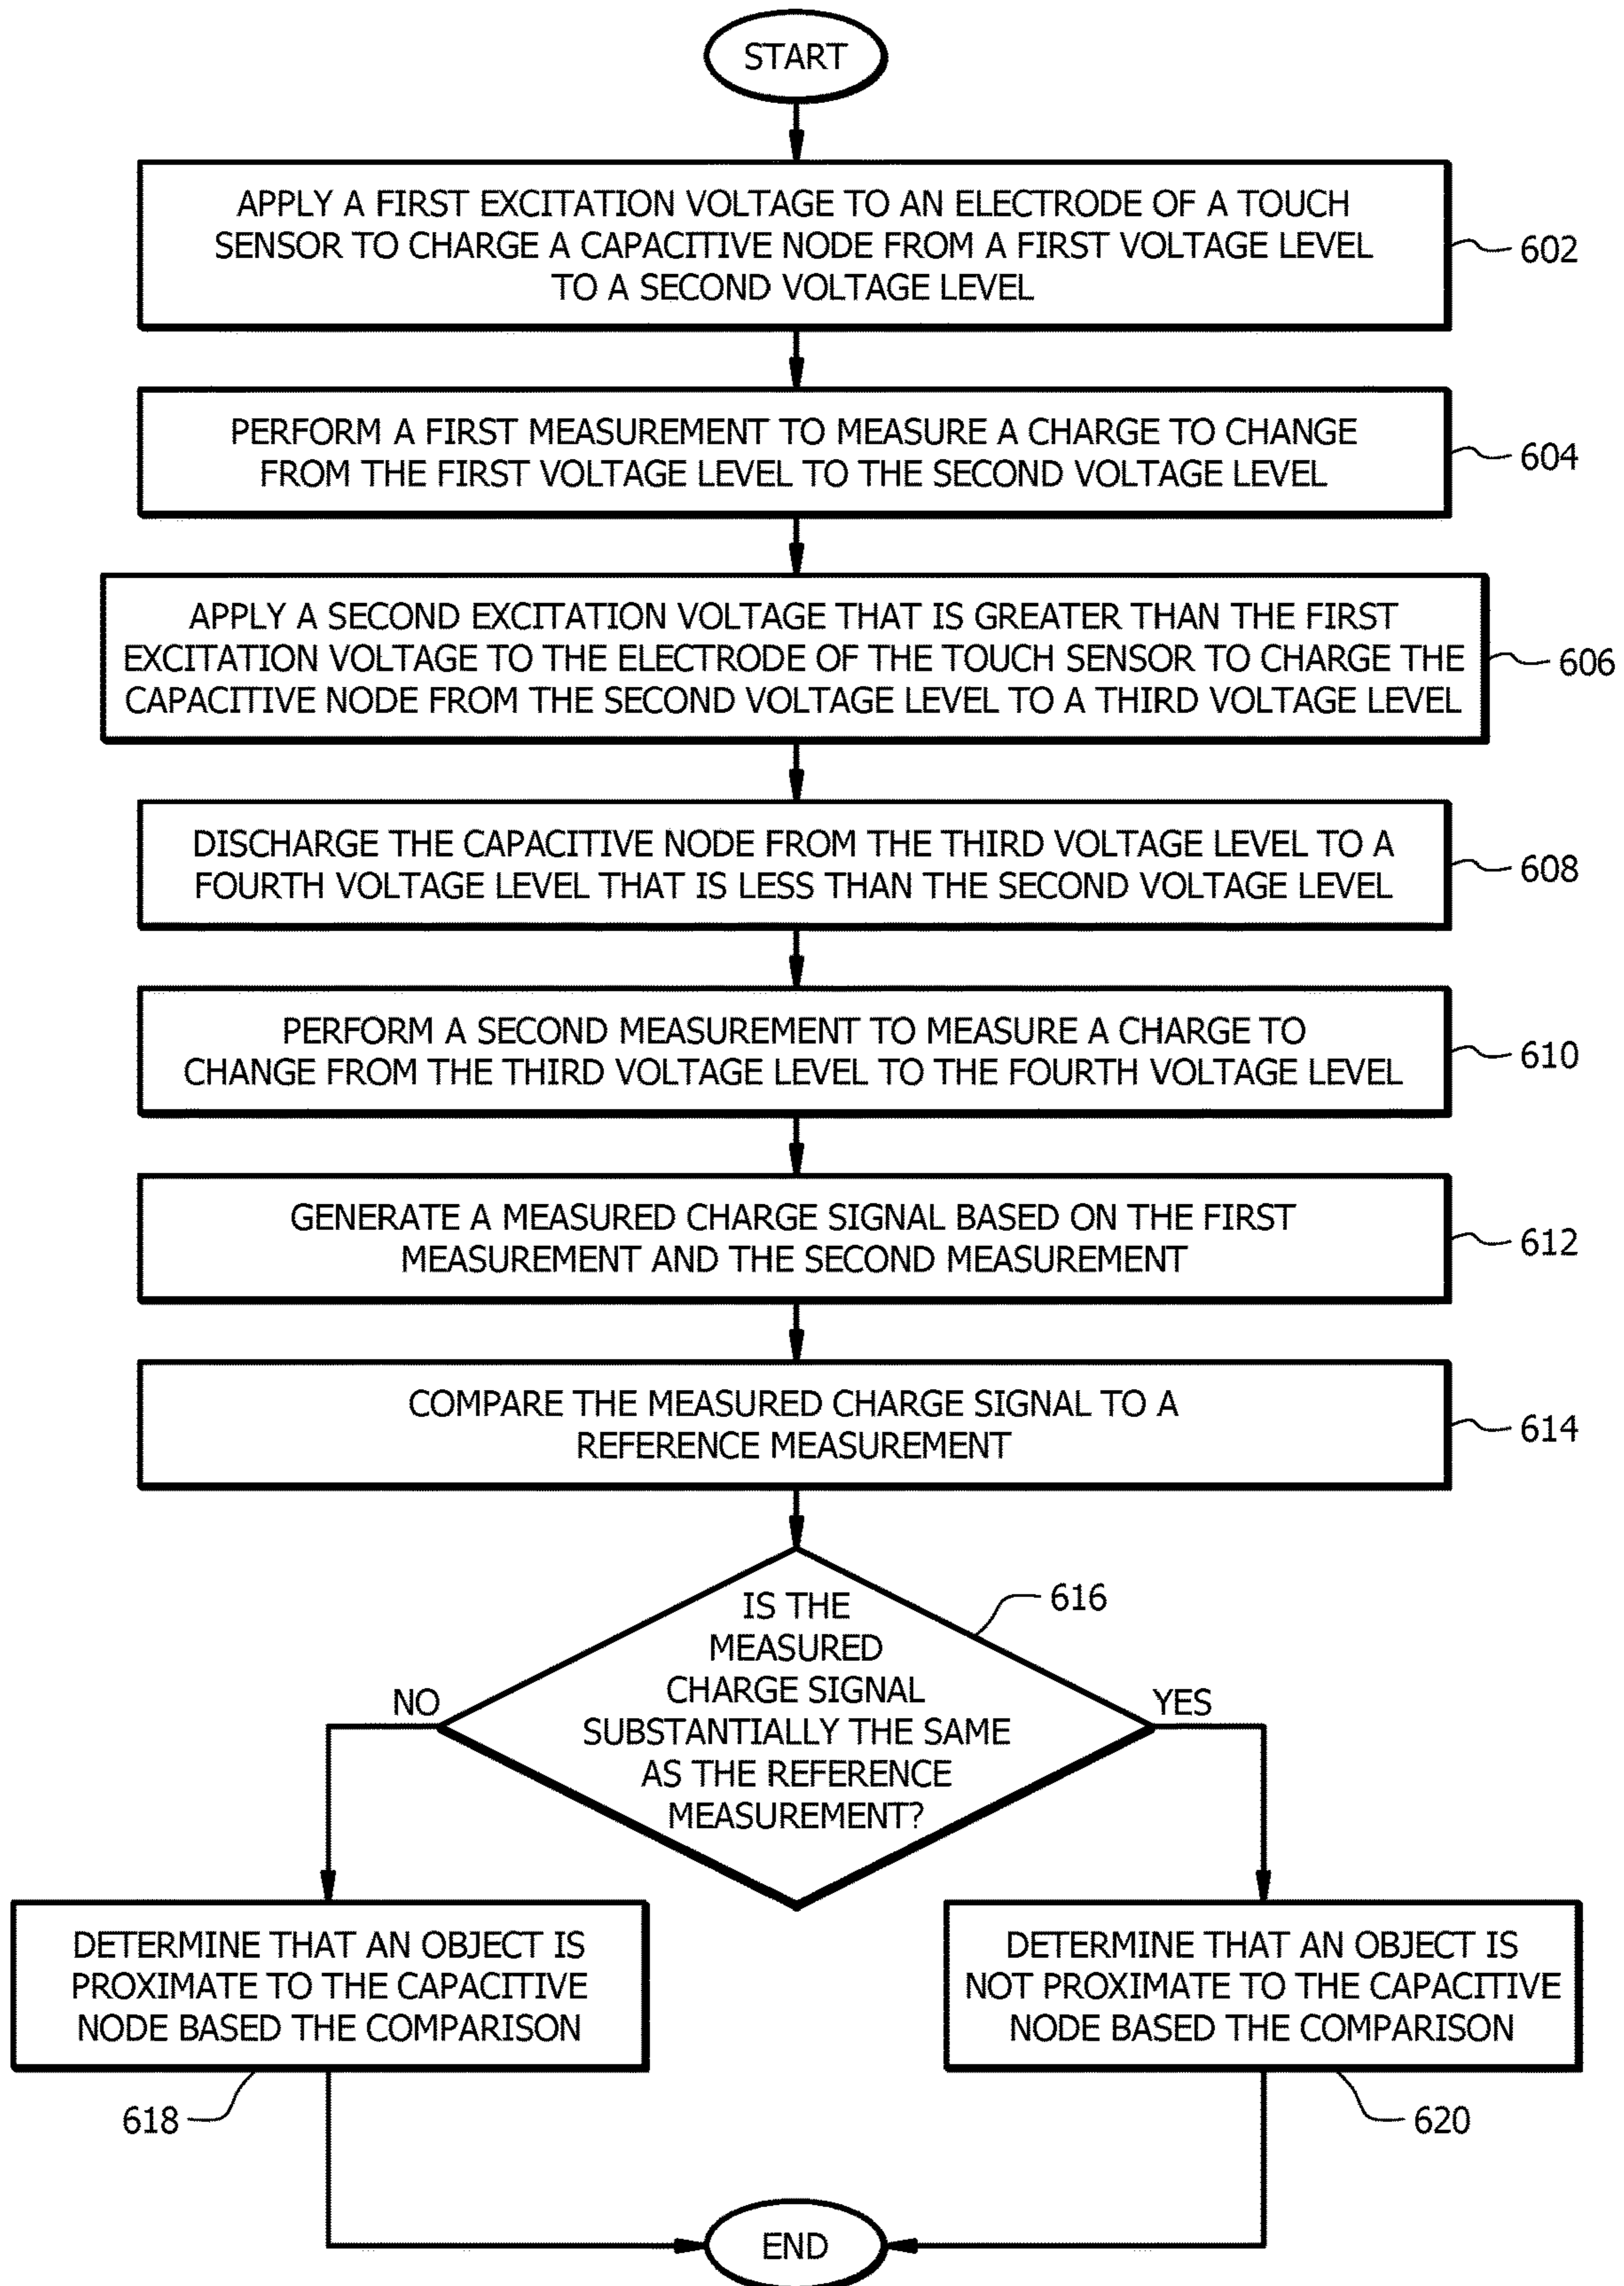 START
APPLY A FIRST EXCITATION VOLTAGE TO AN ELECTRODE OF A TOUCH
SENSOR TO CHARGE A CAPACITIVE NODE FROM A FIRST VOLTAGE LEVEL
TO A SECOND VOLTAGE LEVEL
602
PERFORM A FIRST MEASUREMENT TO MEASURE A CHARGE TO CHANGE
FROM THE FIRST VOLTAGE LEVEL TO THE SECOND VOLTAGE LEVEL
604
APPLY A SECOND EXCITATION VOLTAGE THAT IS GREATER THAN THE FIRST
EXCITATION VOLTAGE TO THE ELECTRODE OF THE TOUCH SENSOR TO CHARGE THE
CAPACITIVE NODE FROM THE SECOND VOLTAGE LEVEL TO A THIRD VOLTAGE LEVEL
606
DISCHARGE THE CAPACITIVE NODE FROM THE THIRD VOLTAGE LEVEL TO A
FOURTH VOLTAGE LEVEL THAT IS LESS THAN THE SECOND VOLTAGE LEVEL
608
PERFORM A SECOND MEASUREMENT TO MEASURE A CHARGE TO
CHANGE FROM THE THIRD VOLTAGE LEVEL TO THE FOURTH VOLTAGE LEVEL
610
GENERATE A MEASURED CHARGE SIGNAL BASED ON THE FIRST
MEASUREMENT AND THE SECOND MEASUREMENT
612
COMPARE THE MEASURED CHARGE SIGNAL TO A
REFERENCE MEASUREMENT
614
IS THE
MEASURED
CHARGE SIGNAL
SUBSTANTIALLY THE SAME
AS THE REFERENCE
MEASUREMENT?
616
NO
YES
DETERMINE THAT AN OBJECT IS
PROXIMATE TO THE CAPACITIVE
NODE BASED THE COMPARISON
618
DETERMINE THAT AN OBJECT IS
NOT PROXIMATE TO THE CAPACITIVE
NODE BASED THE COMPARISON
620
END